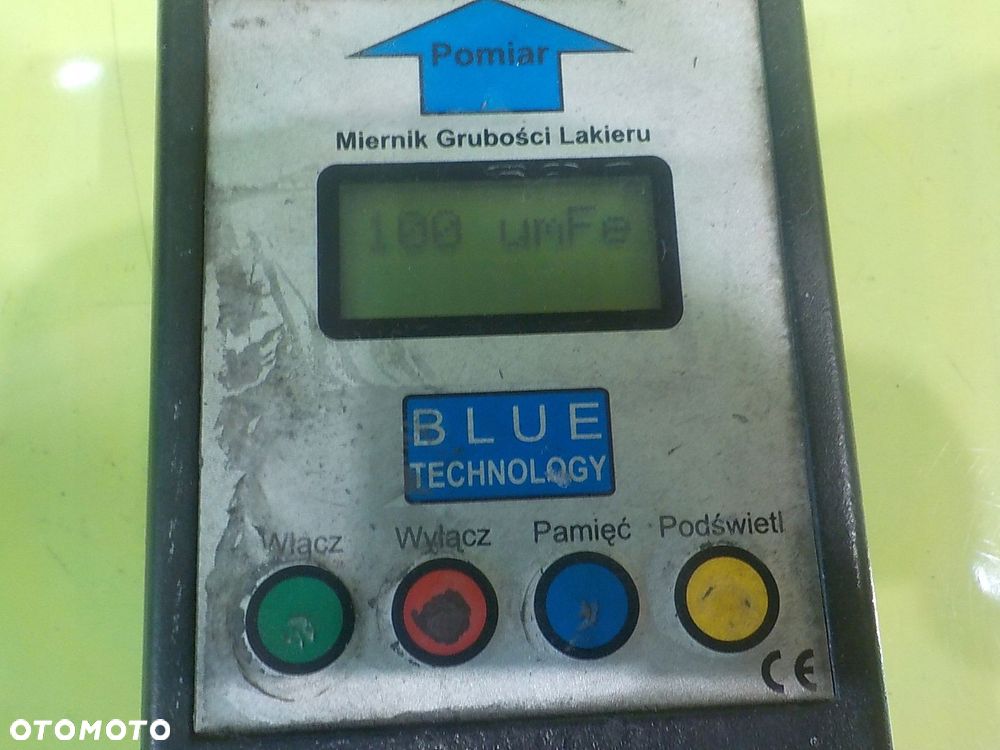 Pomiar
Miernik Grubości Lakieru
100 umFe
BLUE
TECHNOLOGY
Włącz Wyłącz Pamięć Podświetl
CE
OTOMOTO